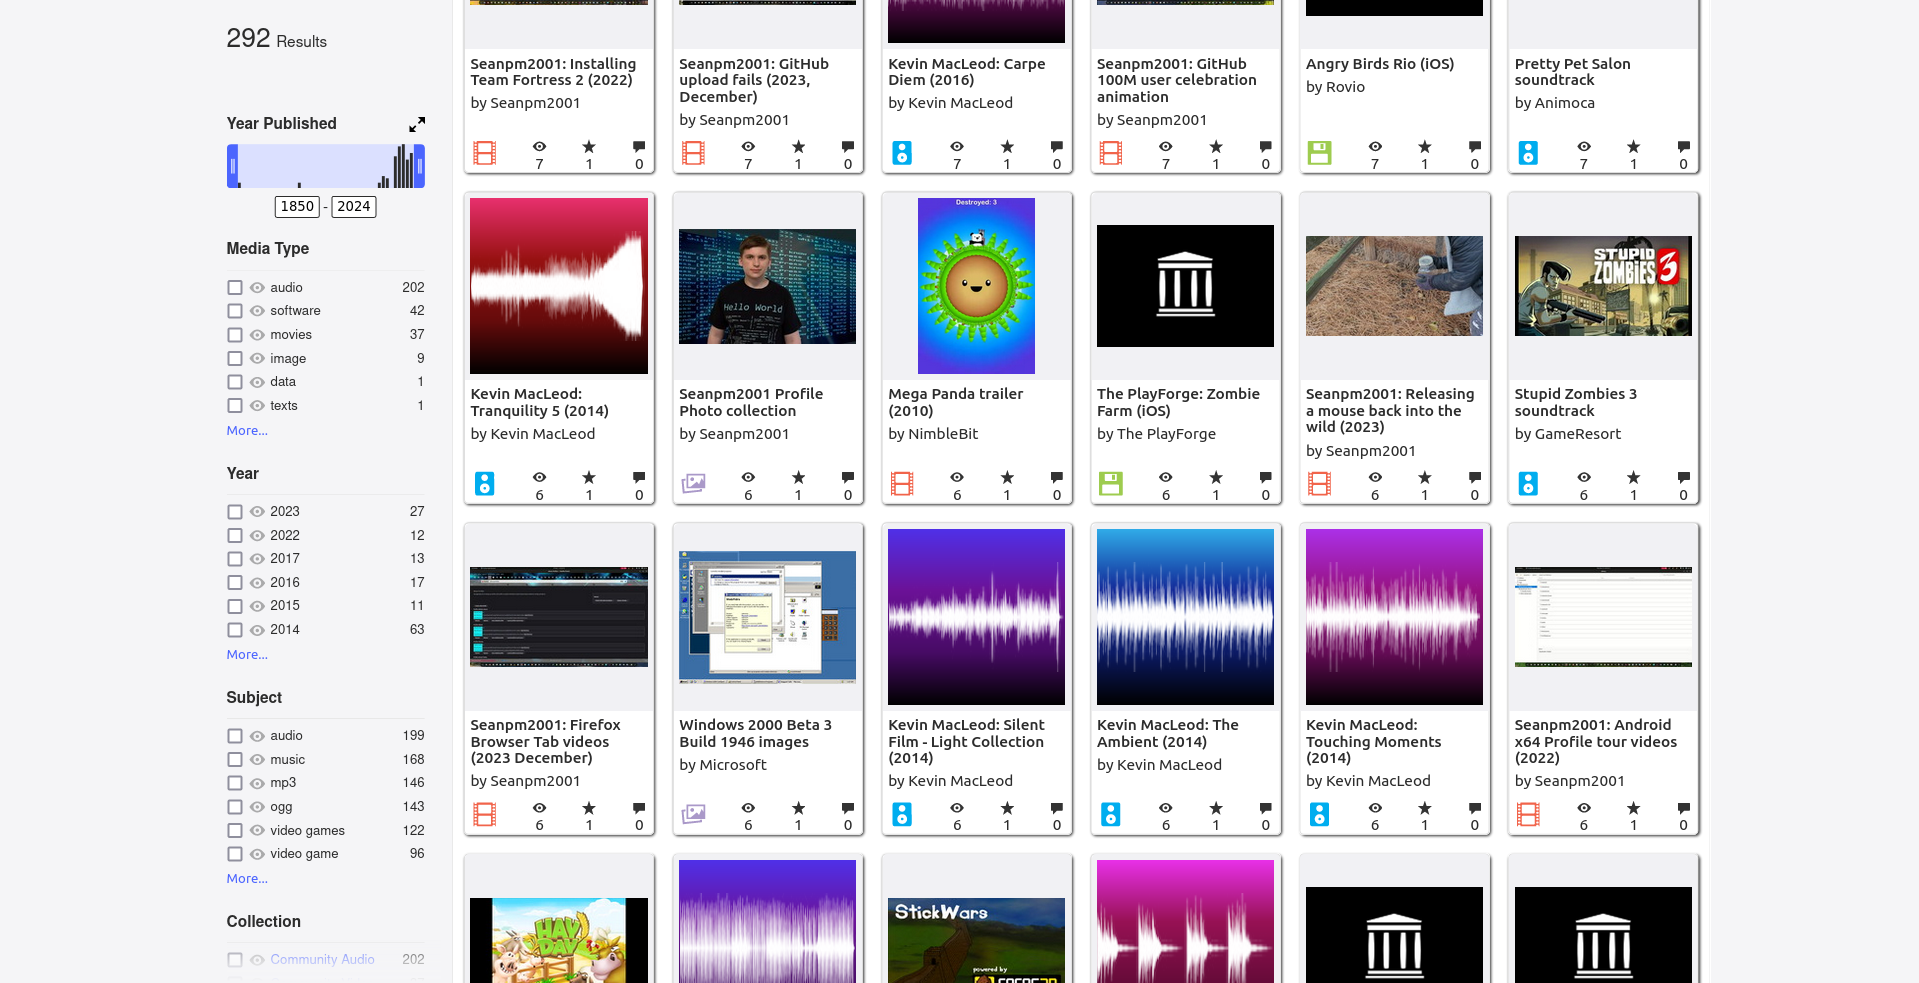 292 Results
Year Published
1850 - 2024
Media Type
audio 202
software 42
movies 37
image 9
data 1
texts 1
More...
Year
2023 27
2022 12
2017 13
2016 17
2015 11
2014 63
More...
Subject
audio 199
music 168
mp3 146
ogg 143
video games 122
video game 96
More...
Collection
Community Audio 202
Seanpm2001: Installing
Team Fortress 2 (2022)
by Seanpm2001
7 1 0
Seanpm2001: GitHub
upload fails (2023,
December)
by Seanpm2001
7 1 0
Kevin MacLeod: Carpe
Diem (2016)
by Kevin MacLeod
7 1 0
Seanpm2001: GitHub
100M user celebration
animation
by Seanpm2001
7 1 0
Angry Birds Rio (iOS)
by Rovio
7 1 0
Pretty Pet Salon
soundtrack
by Animoca
7 1 0
Kevin MacLeod:
Tranquility 5 (2014)
by Kevin MacLeod
6 1 0
Hello World
Seanpm2001 Profile
Photo collection
by Seanpm2001
6 1 0
Destroyed: 3
Mega Panda trailer
(2010)
by NimbleBit
6 1 0
The PlayForge: Zombie
Farm (iOS)
by The PlayForge
6 1 0
Seanpm2001: Releasing
a mouse back into the
wild (2023)
by Seanpm2001
6 1 0
STUPID
ZOMBIES 3
Stupid Zombies 3
soundtrack
by GameResort
6 1 0
Seanpm2001: Firefox
Browser Tab videos
(2023 December)
by Seanpm2001
6 1 0
Windows 2000 Beta 3
Build 1946 images
by Microsoft
6 1 0
Kevin MacLeod: Silent
Film - Light Collection
(2014)
by Kevin MacLeod
6 1 0
Kevin MacLeod: The
Ambient (2014)
by Kevin MacLeod
6 1 0
Kevin MacLeod:
Touching Moments
(2014)
by Kevin MacLeod
6 1 0
Seanpm2001: Android
x64 Profile tour videos
(2022)
by Seanpm2001
6 1 0
HAY
DAY
StickWars
powered by